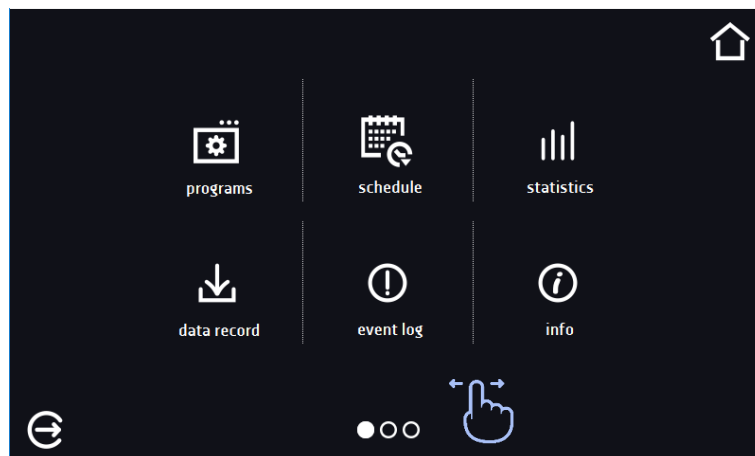 programs
schedule
statistics
data record
event log
info